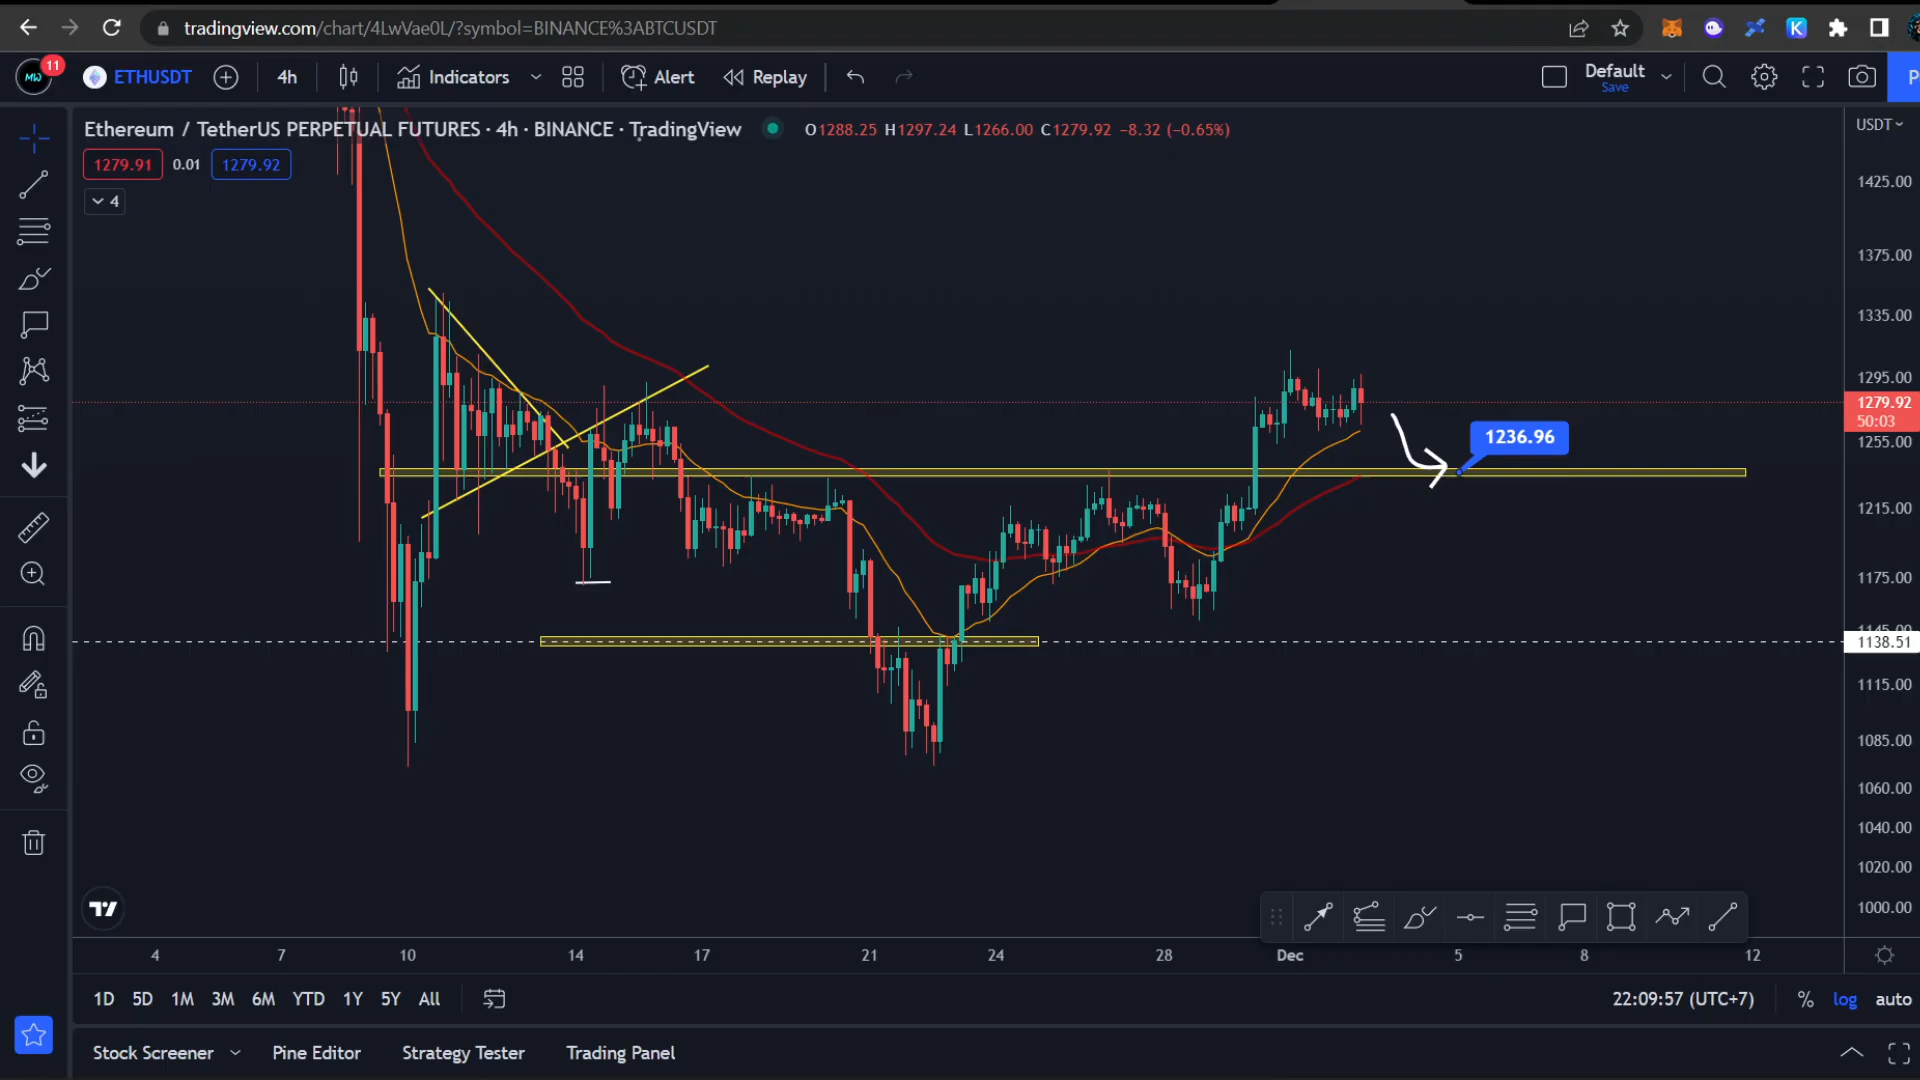 tradingview.com/chart/4LwVae0L/?symbol=BINANCE%3ABTCUSDT
MW 11 ETHUSDT 4h Indicators Alert Replay Default
Save
Ethereum / TetherUS PERPETUAL FUTURES · 4h · BINANCE · TradingView O1288.25 H1297.24 L1266.00 C1279.92 −8.32 (−0.65%)
USDT
1279.91 0.01 1279.92
4
1425.00
1375.00
1335.00
1295.00
1279.92
50:03
1255.00
1236.96
1215.00
1175.00
1145.00
1138.51
1115.00
1085.00
1060.00
1040.00
1020.00
1000.00
4 7 10 14 17 21 24 28 Dec 5 8 12
1D 5D 1M 3M 6M YTD 1Y 5Y All 22:09:57 (UTC+7) % log auto
Stock Screener Pine Editor Strategy Tester Trading Panel